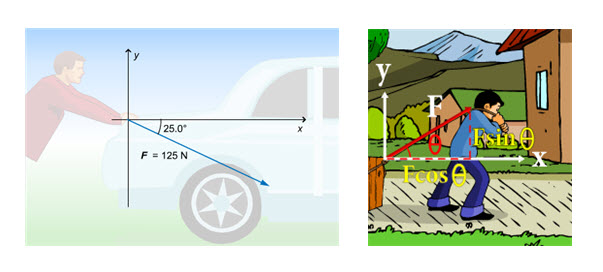 y
25.0°
x
F = 125 N
y
F
θ
Fsinθ
x
Fcosθ